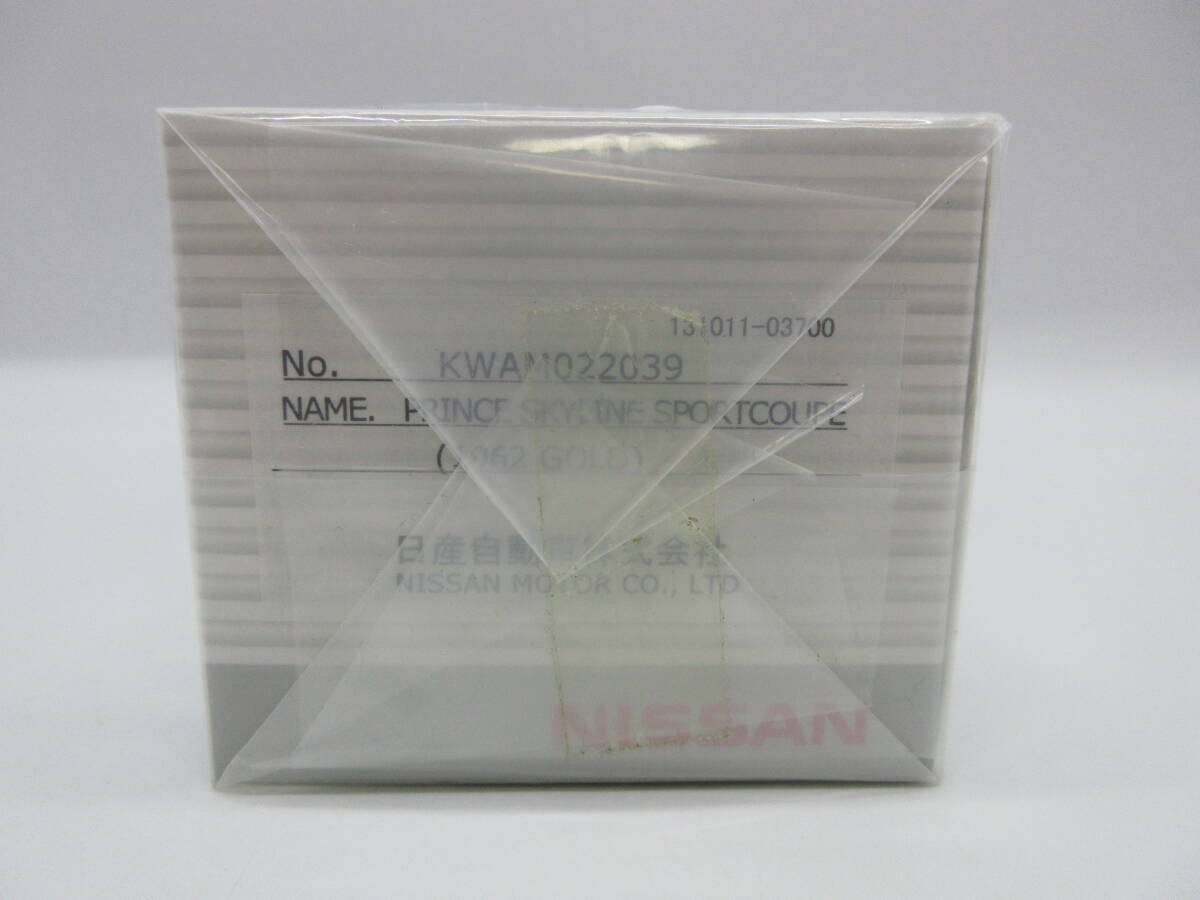 131011-03700
No. KWAM022039
NAME. PRINCE SKYLINE SPORTCOUPE
(1962 GOLD)
日産自動車株式会社
NISSAN MOTOR CO., LTD
NISSAN